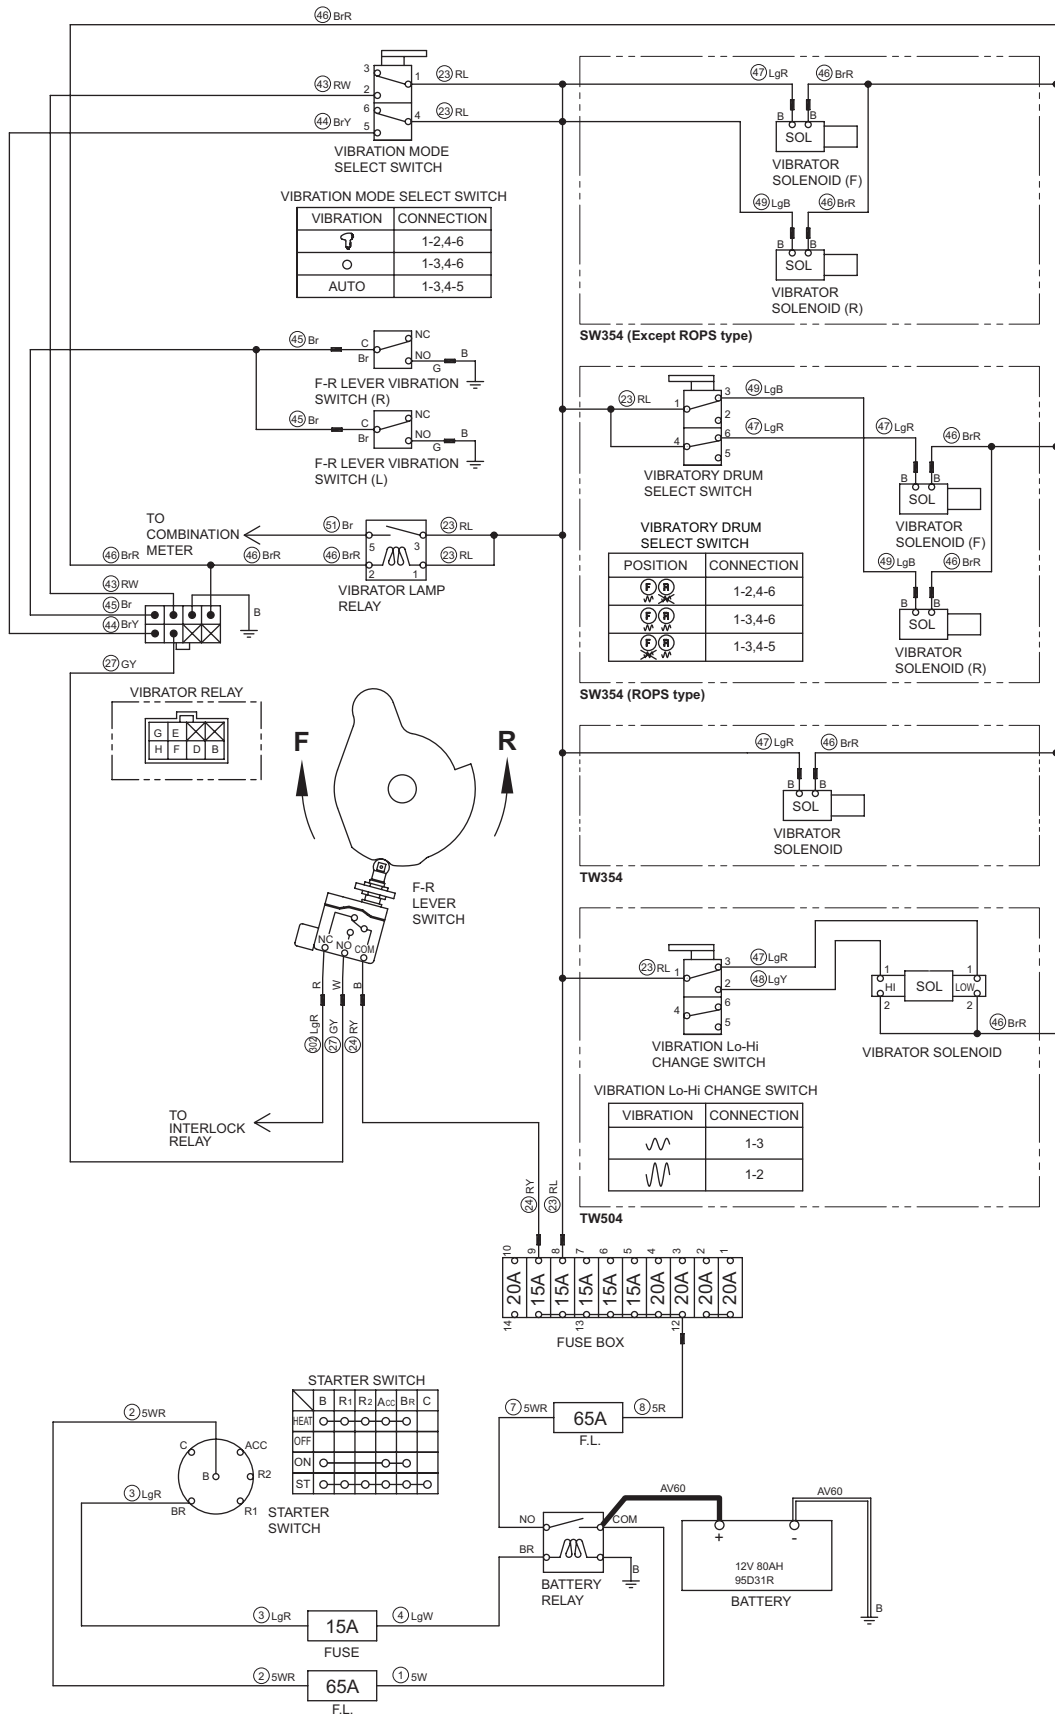 46 BrR
3 1 23 RL
43 RW 2
6 4 23 RL
44 BrY 5
VIBRATION MODE
SELECT SWITCH
VIBRATION MODE SELECT SWITCH
VIBRATION CONNECTION
1-2,4-6
1-3,4-6
AUTO 1-3,4-5
47 LgR 46 BrR
B B
SOL
VIBRATOR
SOLENOID (F)
49 LgB 46 BrR
B B
SOL
VIBRATOR
SOLENOID (R)
SW354 (Except ROPS type)
45 Br C NC
Br NO B
G
F-R LEVER VIBRATION
SWITCH (R)
45 Br C NC
Br NO B
G
F-R LEVER VIBRATION
SWITCH (L)
23 RL 1 3 49 LgB
2
4 6 47 LgR 47 LgR 46 BrR
5
B B
SOL
VIBRATORY DRUM
SELECT SWITCH
VIBRATOR
SOLENOID (F)
VIBRATORY DRUM
SELECT SWITCH
POSITION CONNECTION
F R 1-2,4-6
F R 1-3,4-6
F R 1-3,4-5
49 LgB 46 BrR
B B
SOL
VIBRATOR
SOLENOID (R)
SW354 (ROPS type)
TO
COMBINATION
METER
51 Br 23 RL
5 3
46 BrR 46 BrR 46 BrR 23 RL
2 1
VIBRATOR LAMP
RELAY
43 RW
45 Br
44 BrY
B
27 GY
VIBRATOR RELAY
G E
H F D B
F R
F-R
LEVER
SWITCH
NC NO COM
R W B
302 LgR 27 GY 24 RY
TO
INTERLOCK
RELAY
47 LgR 46 BrR
B B
SOL
VIBRATOR
SOLENOID
TW354
23 RL 1 3 47 LgR
2 48 LgY
4 6
5
VIBRATION Lo-Hi
CHANGE SWITCH
1 1
HI SOL LOW
2 2
46 BrR
VIBRATOR SOLENOID
VIBRATION Lo-Hi CHANGE SWITCH
VIBRATION CONNECTION
1-3
1-2
TW504
24 RY 23 RL
10 9 8 7 6 5 4 3 2 1
20A 15A 15A 15A 15A 15A 20A 20A 20A 20A
14 13 12
FUSE BOX
STARTER SWITCH
B R1 R2 ACC BR C
HEAT
OFF
ON
ST
2 5WR
C ACC
B R2
BR R1
3 LgR
STARTER
SWITCH
7 5WR 65A 8 5R
F.L.
AV60 AV60
NO COM
BR B
BATTERY
RELAY
+ -
12V 80AH
95D31R
BATTERY
B
3 LgR 15A 4 LgW
FUSE
2 5WR 65A 1 5W
F.L.